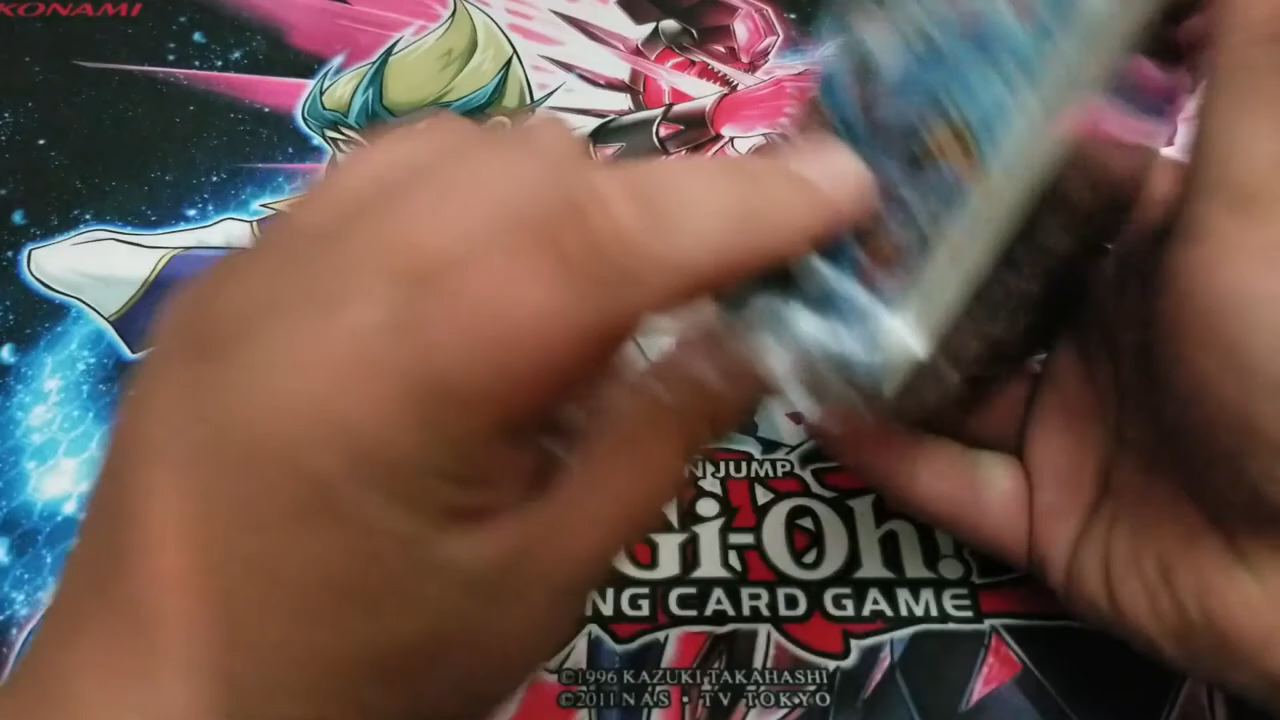 KONAMI
N JUMP
Gi-Oh!
NG CARD GAME
©1996 KAZUKI TAKAHASHI
©2011 NAS • TV TOKYO